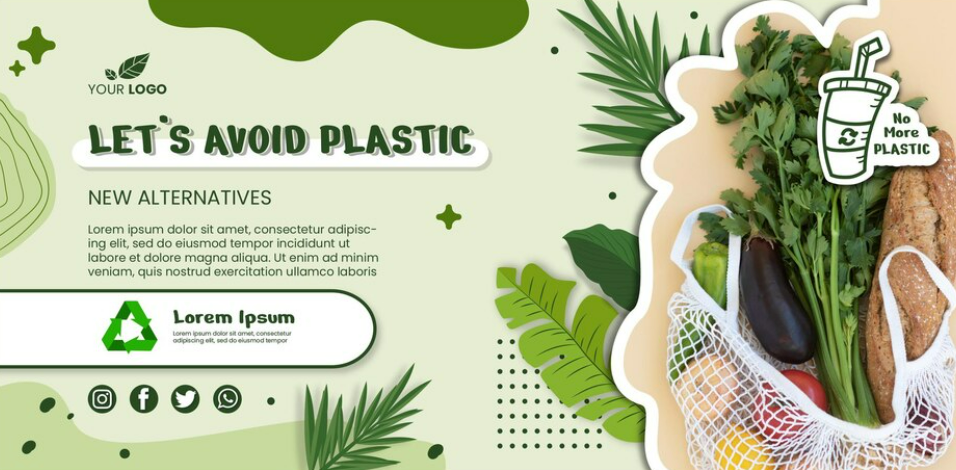 YOUR LOGO
LET'S AVOID PLASTIC
NEW ALTERNATIVES
Lorem ipsum dolor sit amet, consectetur adipisc-
ing elit, sed do eiusmod tempor incididunt ut
labore et dolore magna aliqua. Ut enim ad minim
veniam, quis nostrud exercitation ullamco laboris
Lorem Ipsum
Lorem ipsum dolor sit amet, consectetur
adipiscing elit, sed do eiusmod tempor
No
More
PLASTIC